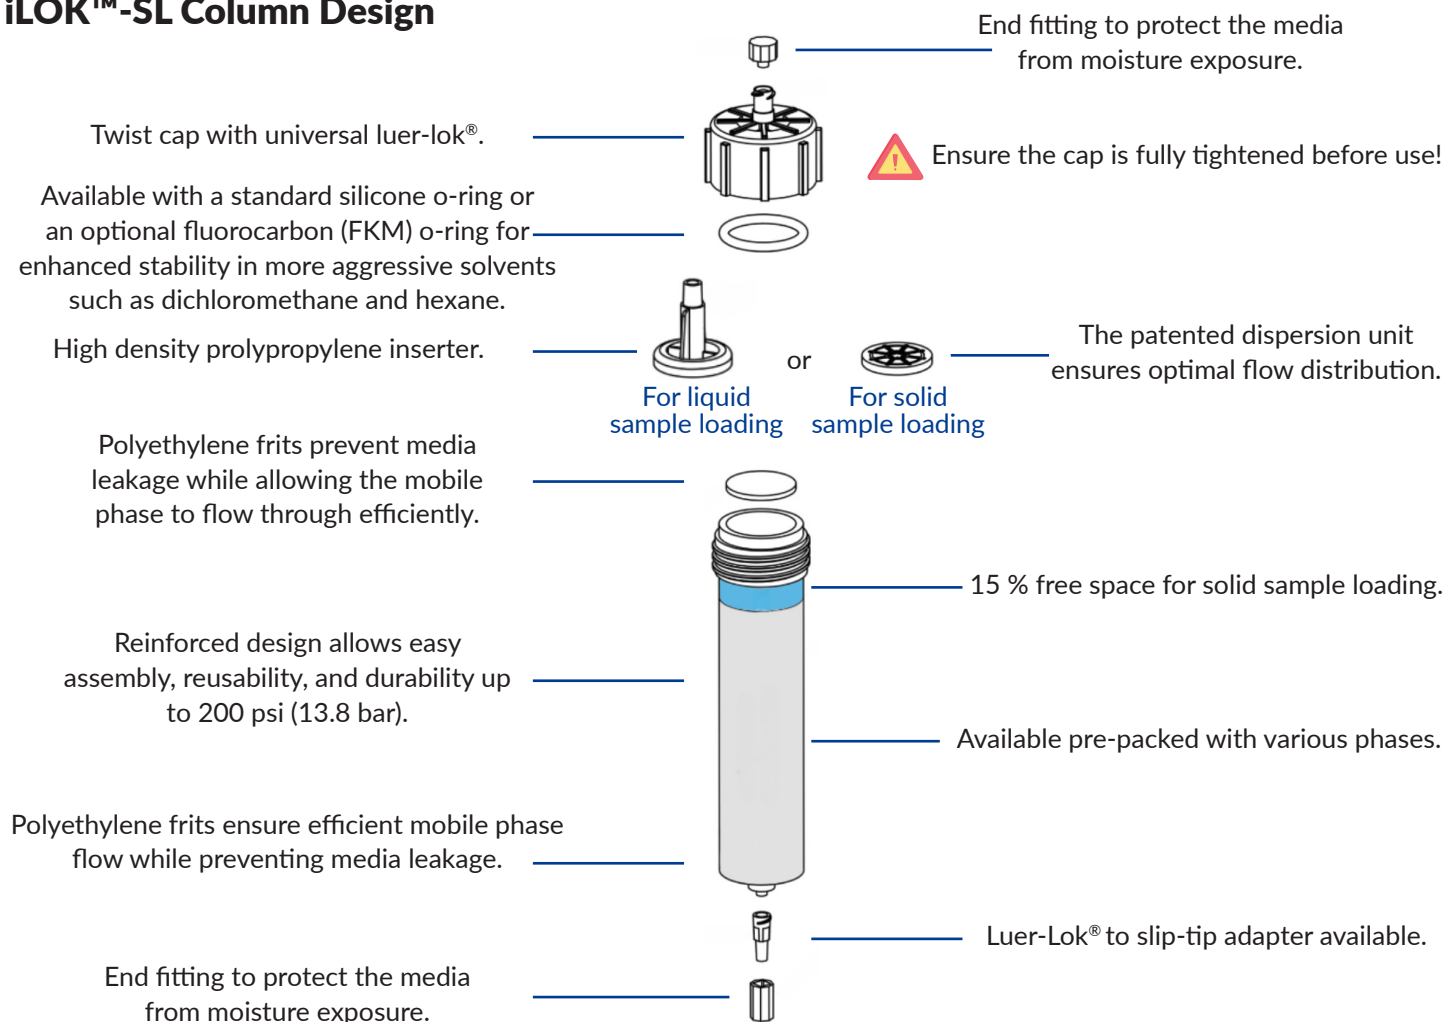 iLOK™-SL Column Design
End fitting to protect the media
from moisture exposure.
Twist cap with universal luer-lok®.
Ensure the cap is fully tightened before use!
Available with a standard silicone o-ring or
an optional fluorocarbon (FKM) o-ring for
enhanced stability in more aggressive solvents
such as dichloromethane and hexane.
High density prolypropylene inserter.
or
The patented dispersion unit
ensures optimal flow distribution.
For liquid
sample loading
For solid
sample loading
Polyethylene frits prevent media
leakage while allowing the mobile
phase to flow through efficiently.
15 % free space for solid sample loading.
Reinforced design allows easy
assembly, reusability, and durability up
to 200 psi (13.8 bar).
Available pre-packed with various phases.
Polyethylene frits ensure efficient mobile phase
flow while preventing media leakage.
Luer-Lok® to slip-tip adapter available.
End fitting to protect the media
from moisture exposure.